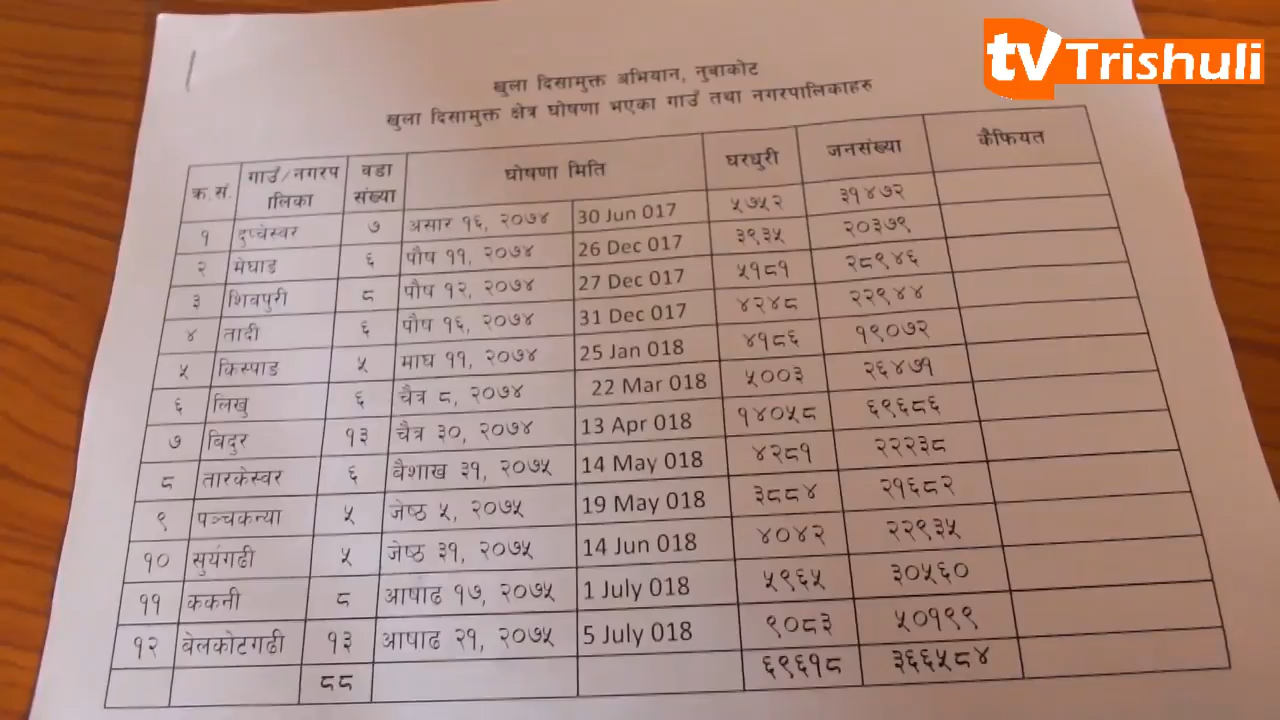 tv Trishuli
खुला दिसामुक्त अभियान, नुवाकोट
खुला दिसामुक्त क्षेत्र घोषणा भएका गाउँ तथा नगरपालिकाहरु
क.सं. गाउँ/नगरपालिका वडा संख्या घोषणा मिति घरधुरी जनसंख्या कैफियत
१ दुप्चेस्वर ७ असार १६, २०७४ 30 Jun 017 ५७५२ ३१४७२
२ मेघाङ ६ पौष ११, २०७४ 26 Dec 017 ३९३५ २०३७९
३ शिवपुरी ८ पौष १२, २०७४ 27 Dec 017 ५१८१ २८९४६
४ तादी ६ पौष १६, २०७४ 31 Dec 017 ४२४८ २२९४४
५ किस्पाङ ५ माघ ११, २०७४ 25 Jan 018 ४१८६ १९०७२
६ लिखु ६ चैत्र ८, २०७४ 22 Mar 018 ५००३ २६४७१
७ बिदुर १३ चैत्र ३०, २०७४ 13 Apr 018 १४०५८ ६९६८६
८ तारकेस्वर ६ बैशाख ३१, २०७५ 14 May 018 ४२८१ २२२३८
९ पञ्चकन्या ५ जेष्ठ ५, २०७५ 19 May 018 ३८८४ २१६८२
१० सुर्यगढी ५ जेष्ठ ३१, २०७५ 14 Jun 018 ४०४२ २२९३५
११ ककनी ८ आषाढ १७, २०७५ 1 July 018 ५९६५ ३०५६०
१२ बेलकोटगढी १३ आषाढ २१, २०७५ 5 July 018 ९०८३ ५०१९९
८८ ६९६१८ ३६६५८४